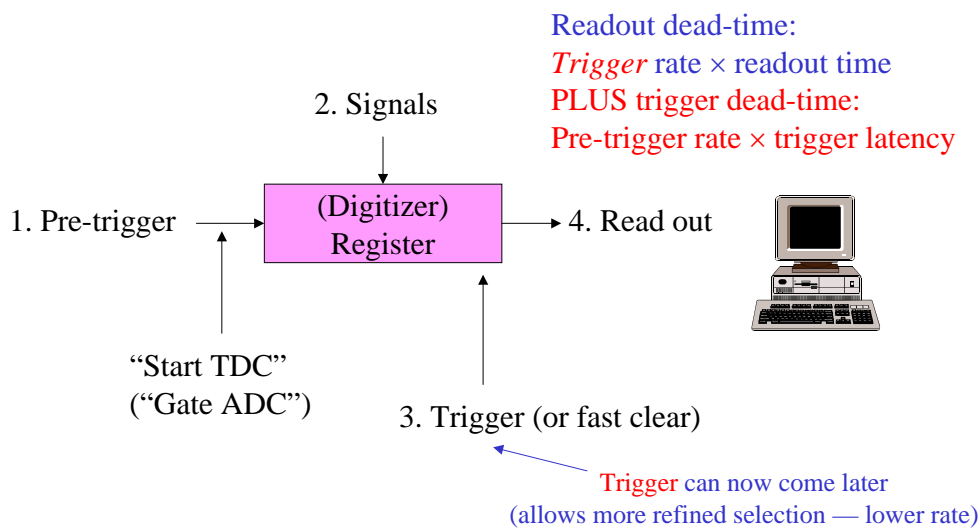 Readout dead-time:
Trigger rate × readout time
PLUS trigger dead-time:
Pre-trigger rate × trigger latency
2. Signals
1. Pre-trigger
(Digitizer)
Register
4. Read out
“Start TDC”
(“Gate ADC”)
3. Trigger (or fast clear)
Trigger can now come later
(allows more refined selection — lower rate)